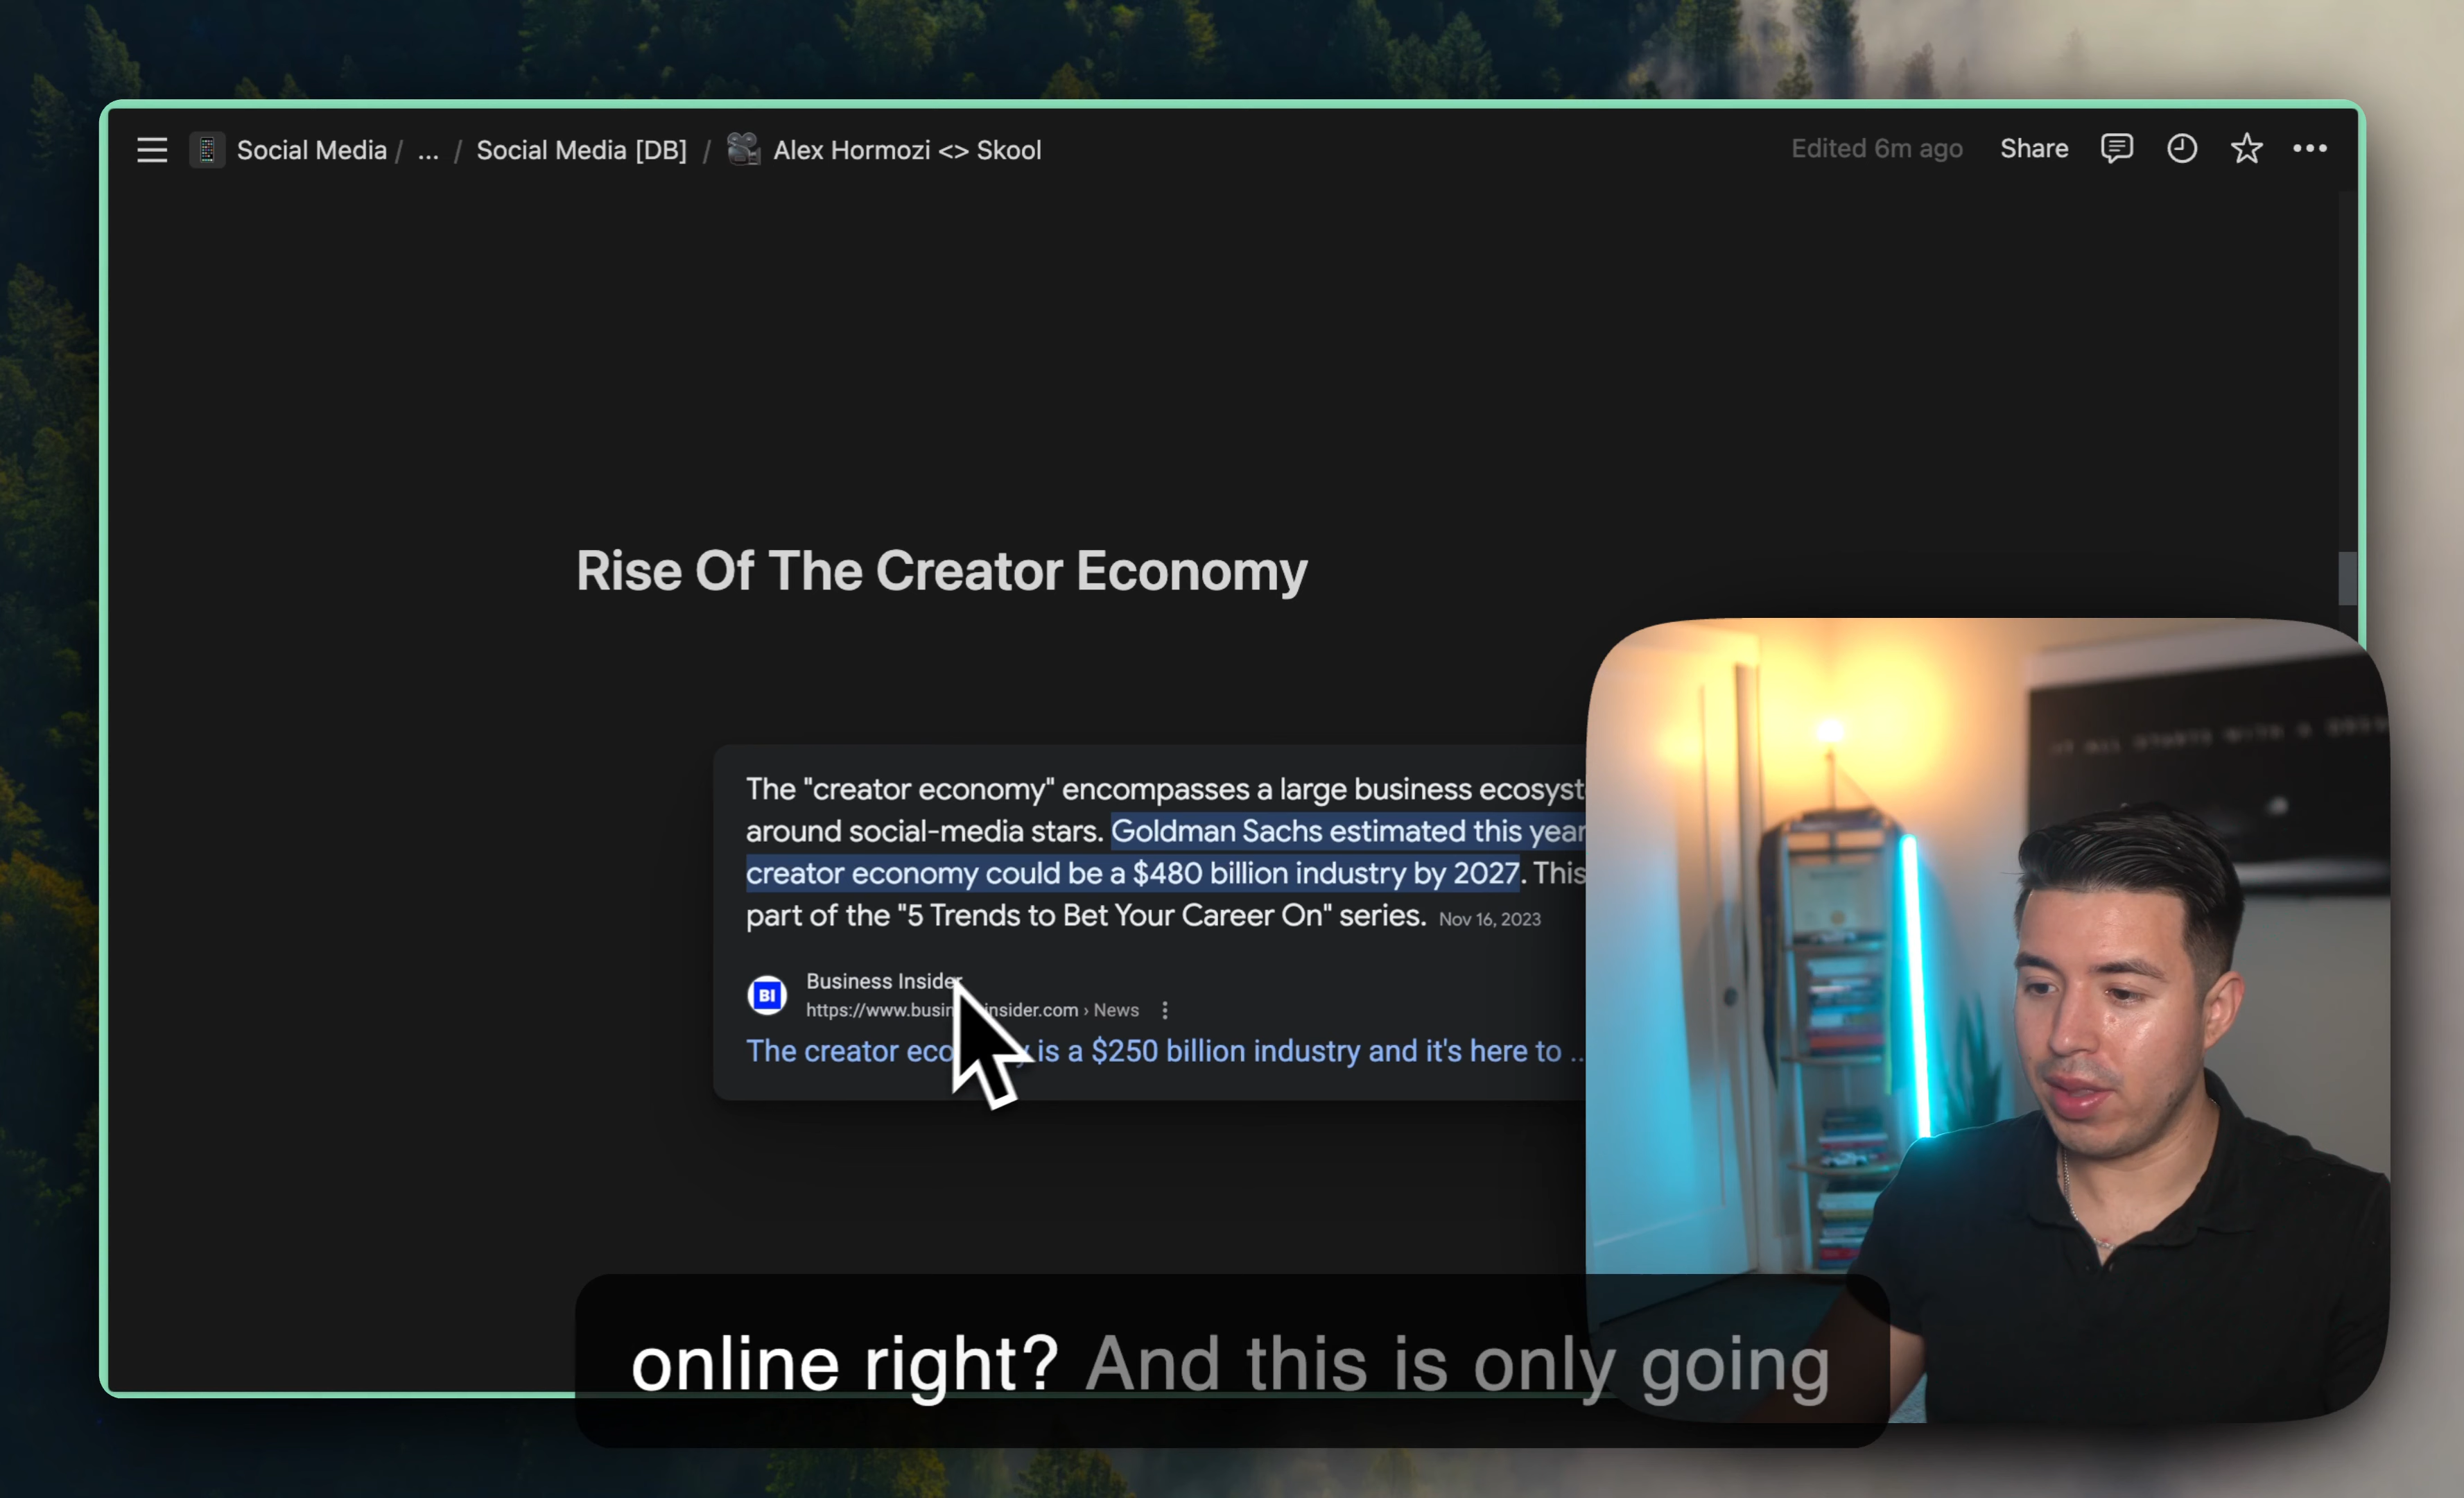 Social Media / ... / Social Media [DB] / Alex Hormozi <> Skool
Edited 6m ago Share
Rise Of The Creator Economy
The "creator economy" encompasses a large business ecosyst
around social-media stars. Goldman Sachs estimated this year
creator economy could be a $480 billion industry by 2027. This
part of the "5 Trends to Bet Your Career On" series. Nov 16, 2023
BI
Business Insider
https://www.busin insider.com › News
The creator eco y is a $250 billion industry and it's here to ...
online right? And this is only going